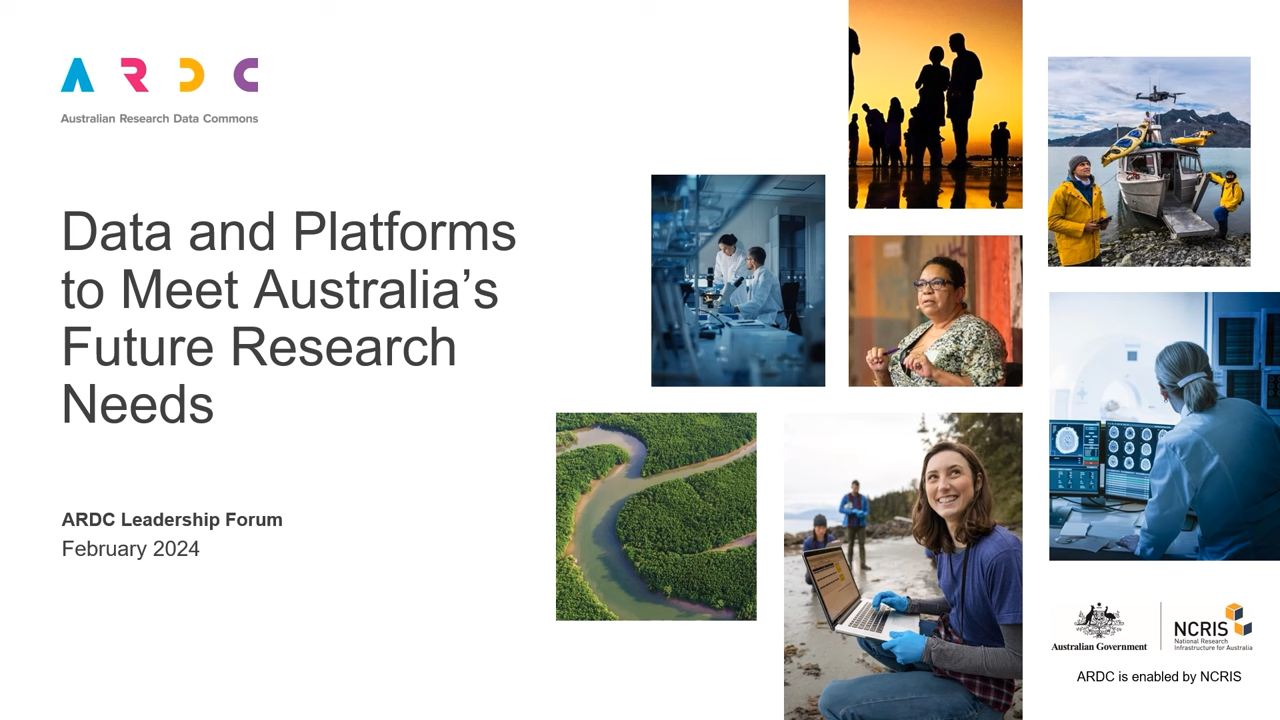 ARDC
Australian Research Data Commons
Data and Platforms
to Meet Australia’s
Future Research
Needs
ARDC Leadership Forum
February 2024
Australian Government
NCRIS
National Research
Infrastructure for Australia
ARDC is enabled by NCRIS